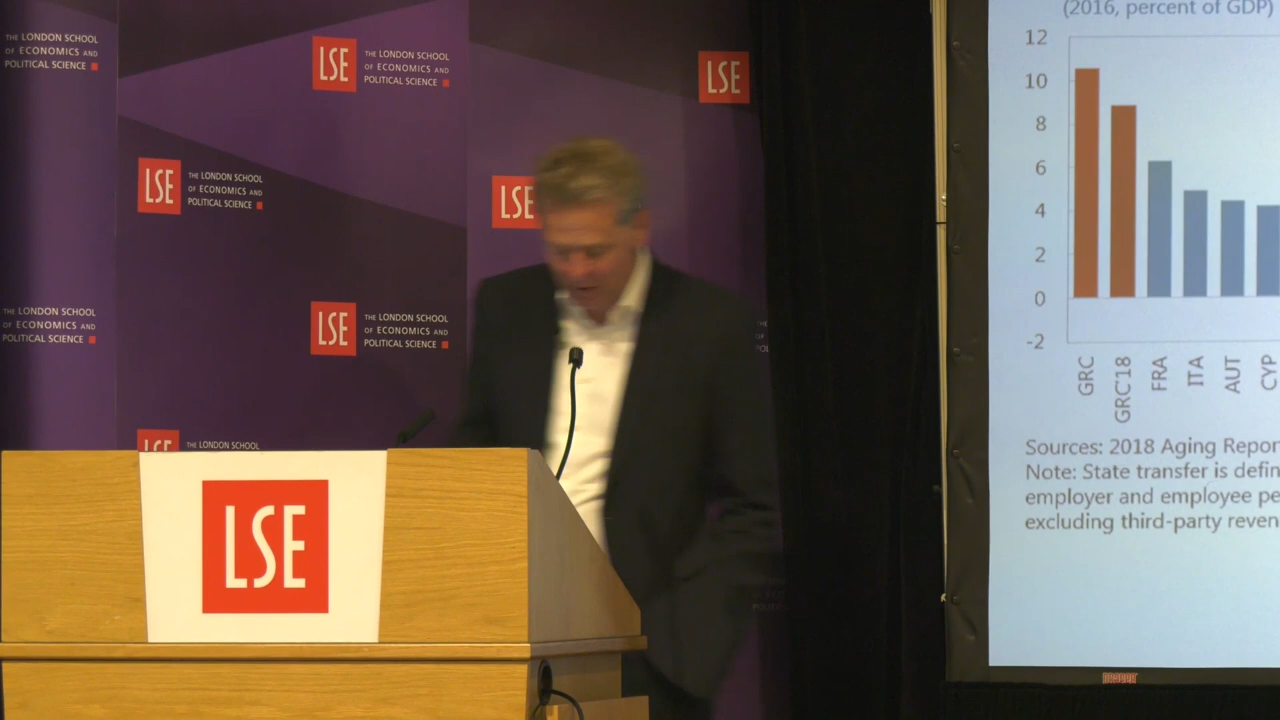 THE LONDON SCHOOL
OF ECONOMICS AND
POLITICAL SCIENCE
LSE
THE LONDON SCHOOL
OF ECONOMICS AND
POLITICAL SCIENCE
LSE
LSE
THE LONDON SCHOOL
OF ECONOMICS AND
POLITICAL SCIENCE
LSE
THE LONDON SCHOOL
OF ECONOMICS AND
POLITICAL SCIENCE
LSE
THE LONDON SCHOOL
OF ECONOMICS AND
POLITICAL SCIENCE
LSE
THE LONDON SCHOOL
LSE
(2016, percent of GDP)
12
10
8
6
4
2
0
-2
GRC
GRC'18
FRA
ITA
AUT
CYP
Sources: 2018 Aging Repor
Note: State transfer is defin
employer and employee pe
excluding third-party reven